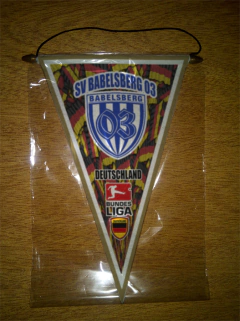 SV BABELSBERG 03
BABELSBERG
03
DEUTSCHLAND
BUNDES
LIGA